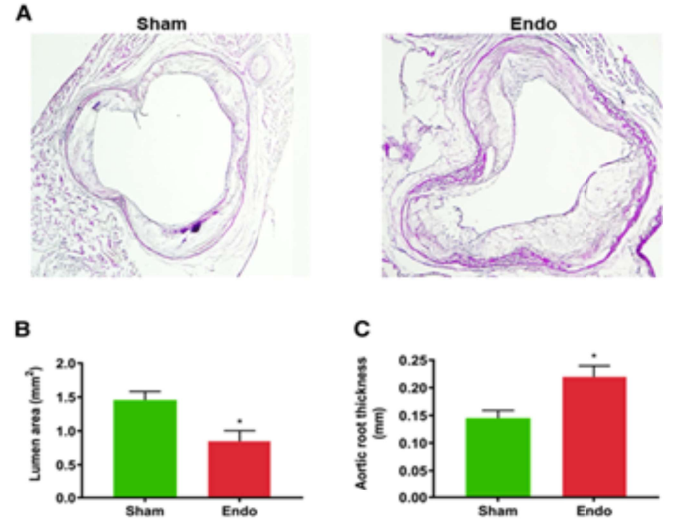 A
Sham
Endo
B
Lumen area (mm²)
2.0
1.5
1.0
0.5
0.0
*
Sham
Endo
C
Aortic root thickness
(mm)
0.25
0.20
0.15
0.10
0.05
0.00
*
Sham
Endo